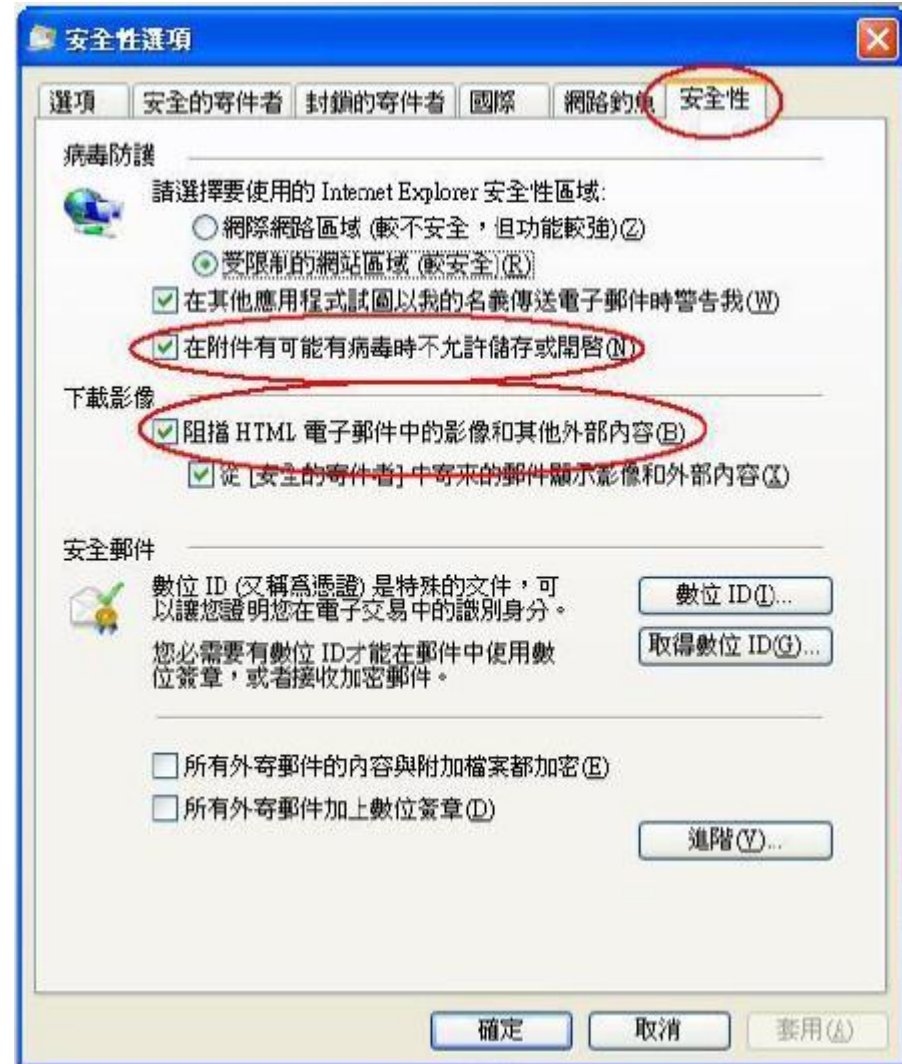 安全性選項
選項 安全的寄件者 封鎖的寄件者 國際 網路釣魚 安全性
病毒防護
請選擇要使用的 Internet Explorer 安全性區域:
網際網路區域 (較不安全，但功能較強)(Z)
受限制的網站區域 (較安全)(R)
在其他應用程式試圖以我的名義傳送電子郵件時警告我(W)
在附件有可能有病毒時不允許儲存或開啓(N)
下載影像
阻擋 HTML 電子郵件中的影像和其他外部內容(B)
從 [安全的寄件者] 中寄來的郵件顯示影像和外部內容(X)
安全郵件
數位 ID (又稱爲憑證) 是特殊的文件，可
以讓您證明您在電子交易中的識別身分。
數位 ID(I)...
您必需要有數位 ID才能在郵件中使用數
位簽章，或者接收加密郵件。
取得數位 ID(G)...
所有外寄郵件的內容與附加檔案都加密(E)
所有外寄郵件加上數位簽章(D)
進階(V)...
確定 取消 套用(A)